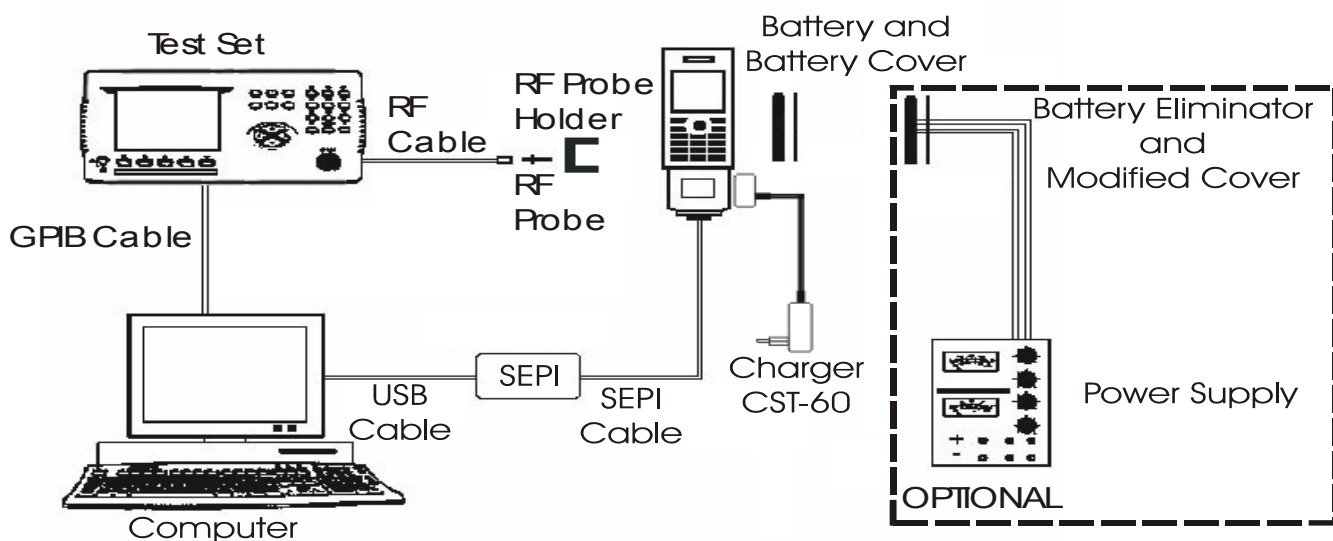 Test Set
RF
Cable
RF Probe
Holder
RF
Probe
Battery and
Battery Cover
Battery Eliminator
and
Modified Cover
GPIB Cable
USB
Cable
SEPI
SEPI
Cable
Charger
CST-60
Power Supply
+
-
OPTIONAL
Computer